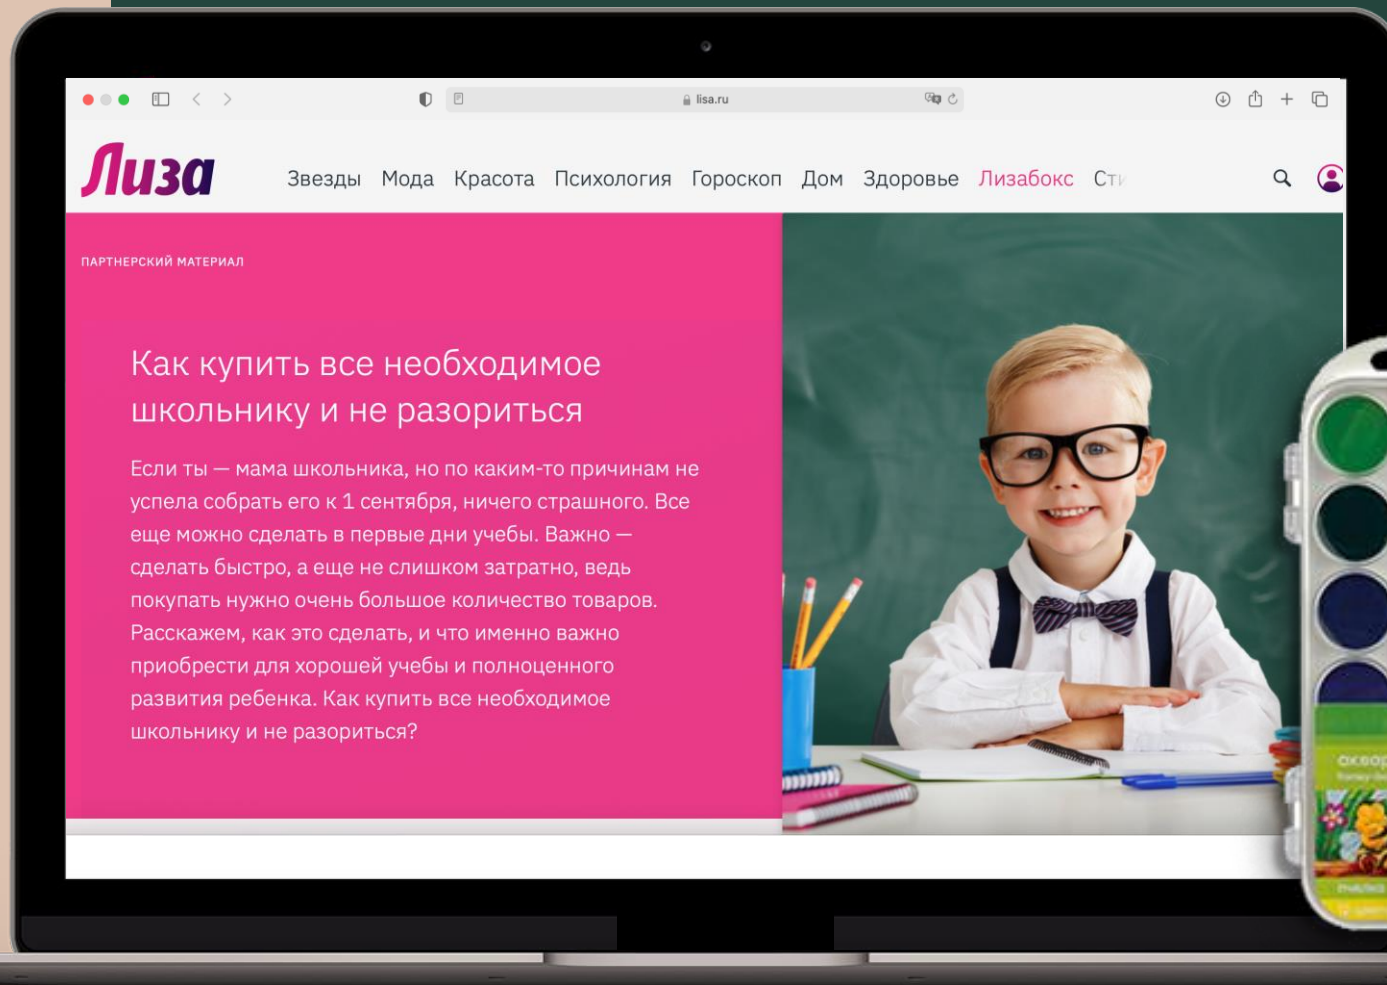 lisa.ru
Лиза
Звезды Мода Красота Психология Гороскоп Дом Здоровье Лизабокс Сти
ПАРТНЕРСКИЙ МАТЕРИАЛ
Как купить все необходимое
школьнику и не разориться
Если ты — мама школьника, но по каким-то причинам не
успела собрать его к 1 сентября, ничего страшного. Все
еще можно сделать в первые дни учебы. Важно —
сделать быстро, а еще не слишком затратно, ведь
покупать нужно очень большое количество товаров.
Расскажем, как это сделать, и что именно важно
приобрести для хорошей учебы и полноценного
развития ребенка. Как купить все необходимое
школьнику и не разориться?